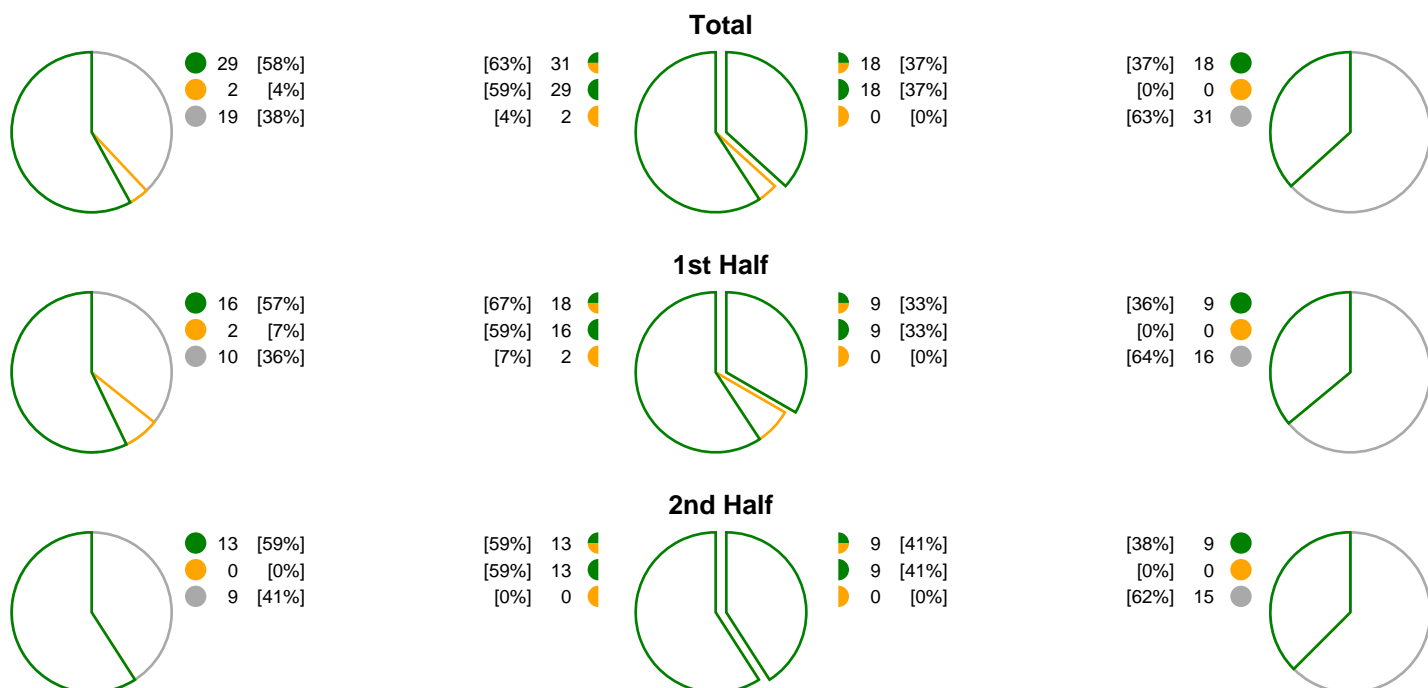 Total
29 [58%] [63%] 31 18 [37%] [37%] 18
2 [4%] [59%] 29 18 [37%] [0%] 0
19 [38%] [4%] 2 0 [0%] [63%] 31
1st Half
16 [57%] [67%] 18 9 [33%] [36%] 9
2 [7%] [59%] 16 9 [33%] [0%] 0
10 [36%] [7%] 2 0 [0%] [64%] 16
2nd Half
13 [59%] [59%] 13 9 [41%] [38%] 9
0 [0%] [59%] 13 9 [41%] [0%] 0
9 [41%] [0%] 0 0 [0%] [62%] 15